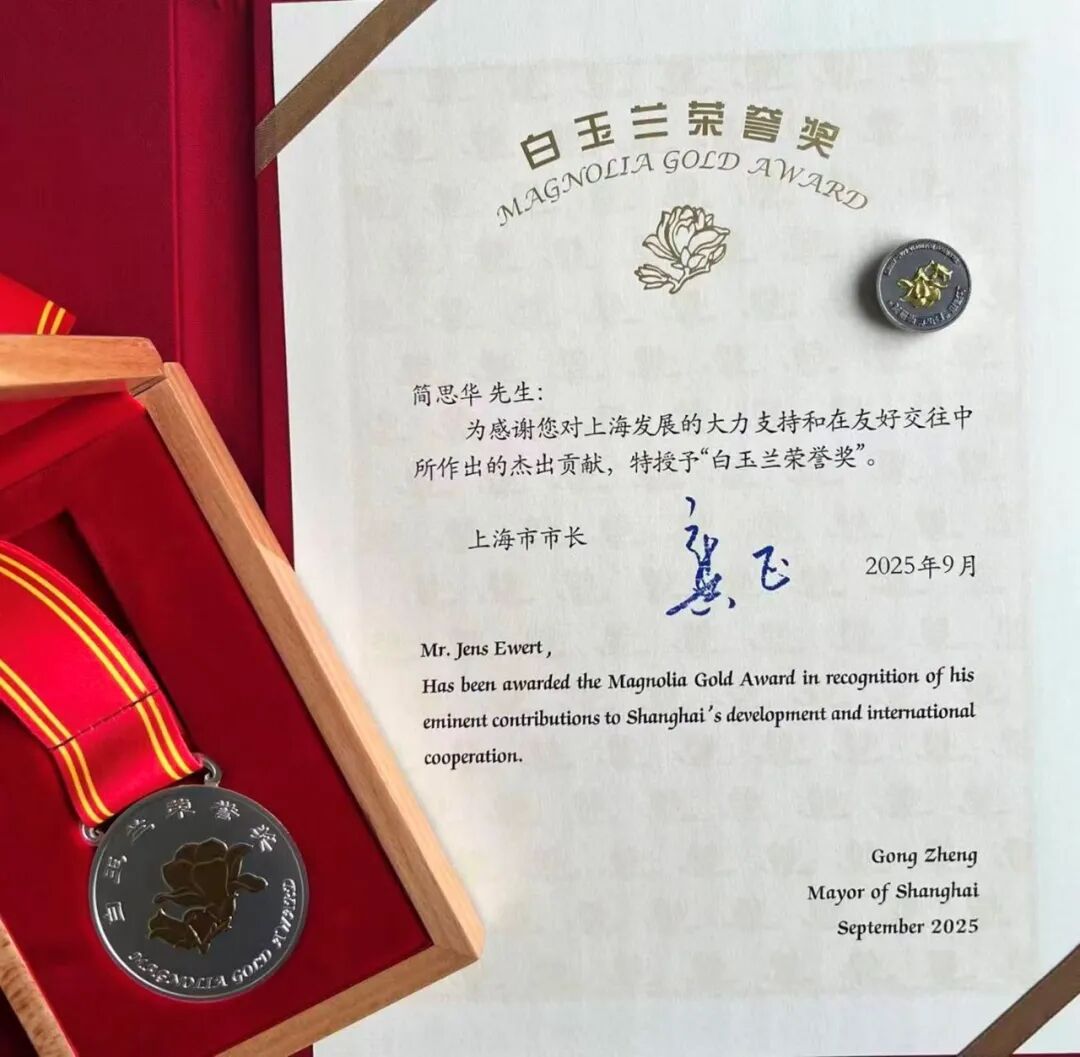 白玉兰荣誉奖
MAGNOLIA GOLD AWARD
简思华 先生：
为感谢您对上海发展的大力支持和在友好交往中
所作出的杰出贡献，特授予“白玉兰荣誉奖”。
上海市市长
龚正
2025年9月
Mr. Jens Ewert,
Has been awarded the Magnolia Gold Award in recognition of his
eminent contributions to Shanghai's development and international
cooperation.
Gong Zheng
Mayor of Shanghai
September 2025
白玉兰荣誉奖
MAGNOLIA GOLD AWARD